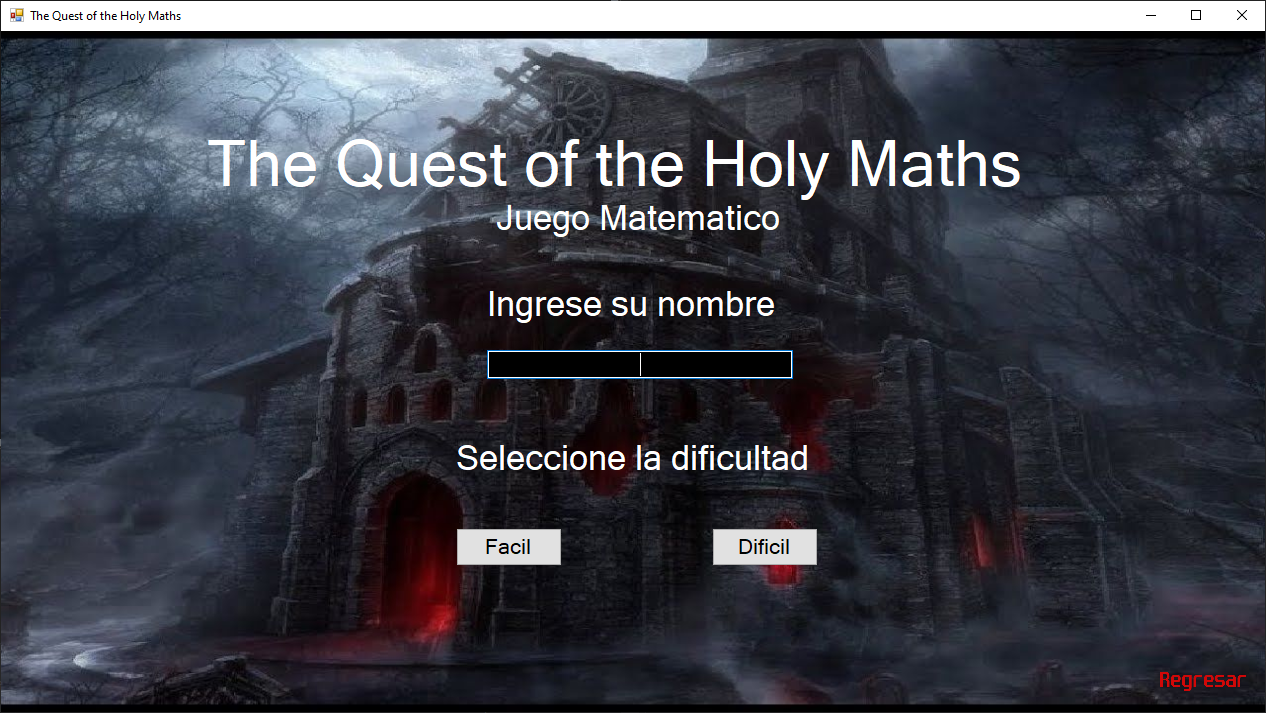 The Quest of the Holy Maths
The Quest of the Holy Maths
Juego Matematico
Ingrese su nombre
Seleccione la dificultad
Facil
Dificil
Regresar